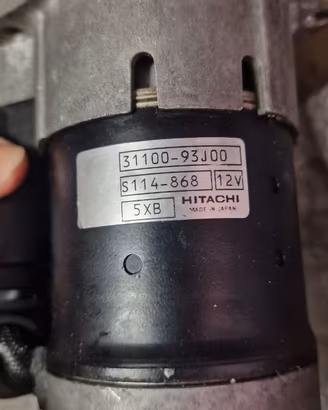 31100-93J00
S114-868 12V
5XB HITACHI
MADE IN JAPAN